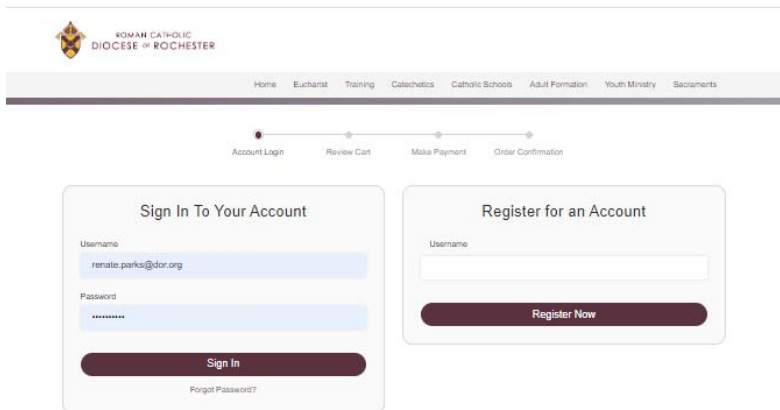 ROMAN CATHOLIC
DIOCESE of ROCHESTER
Home Eucharist Training Catechetics Catholic Schools Adult Formation Youth Ministry Sacraments
Account Login Review Cart Make Payment Order Confirmation
Sign In To Your Account
Username
renate.parks@dor.org
Password
••••••••••
Sign In
Forgot Password?
Register for an Account
Username
Register Now